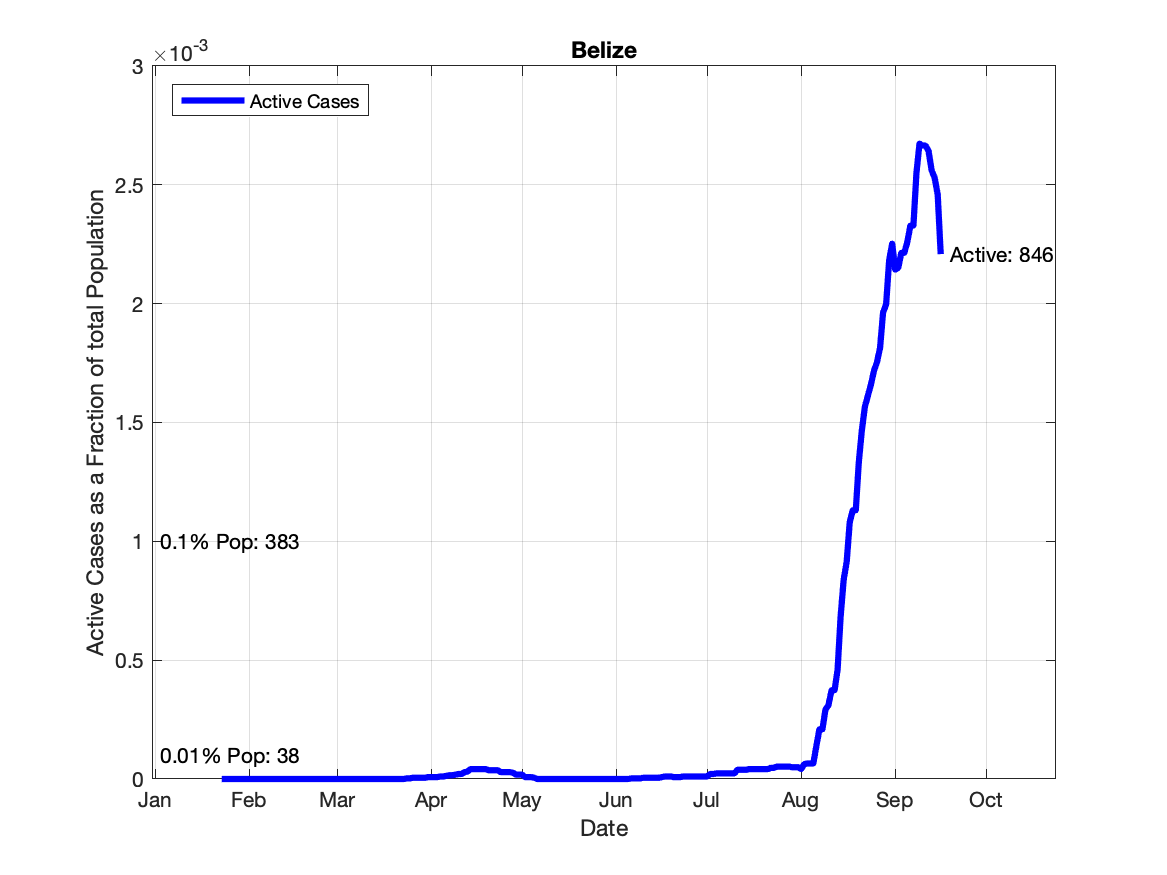 Belize
×10-3
3
2.5
2
1.5
1
0.5
0
Active Cases
Active: 846
0.1% Pop: 383
0.01% Pop: 38
Active Cases as a Fraction of total Population
Jan Feb Mar Apr May Jun Jul Aug Sep Oct
Date